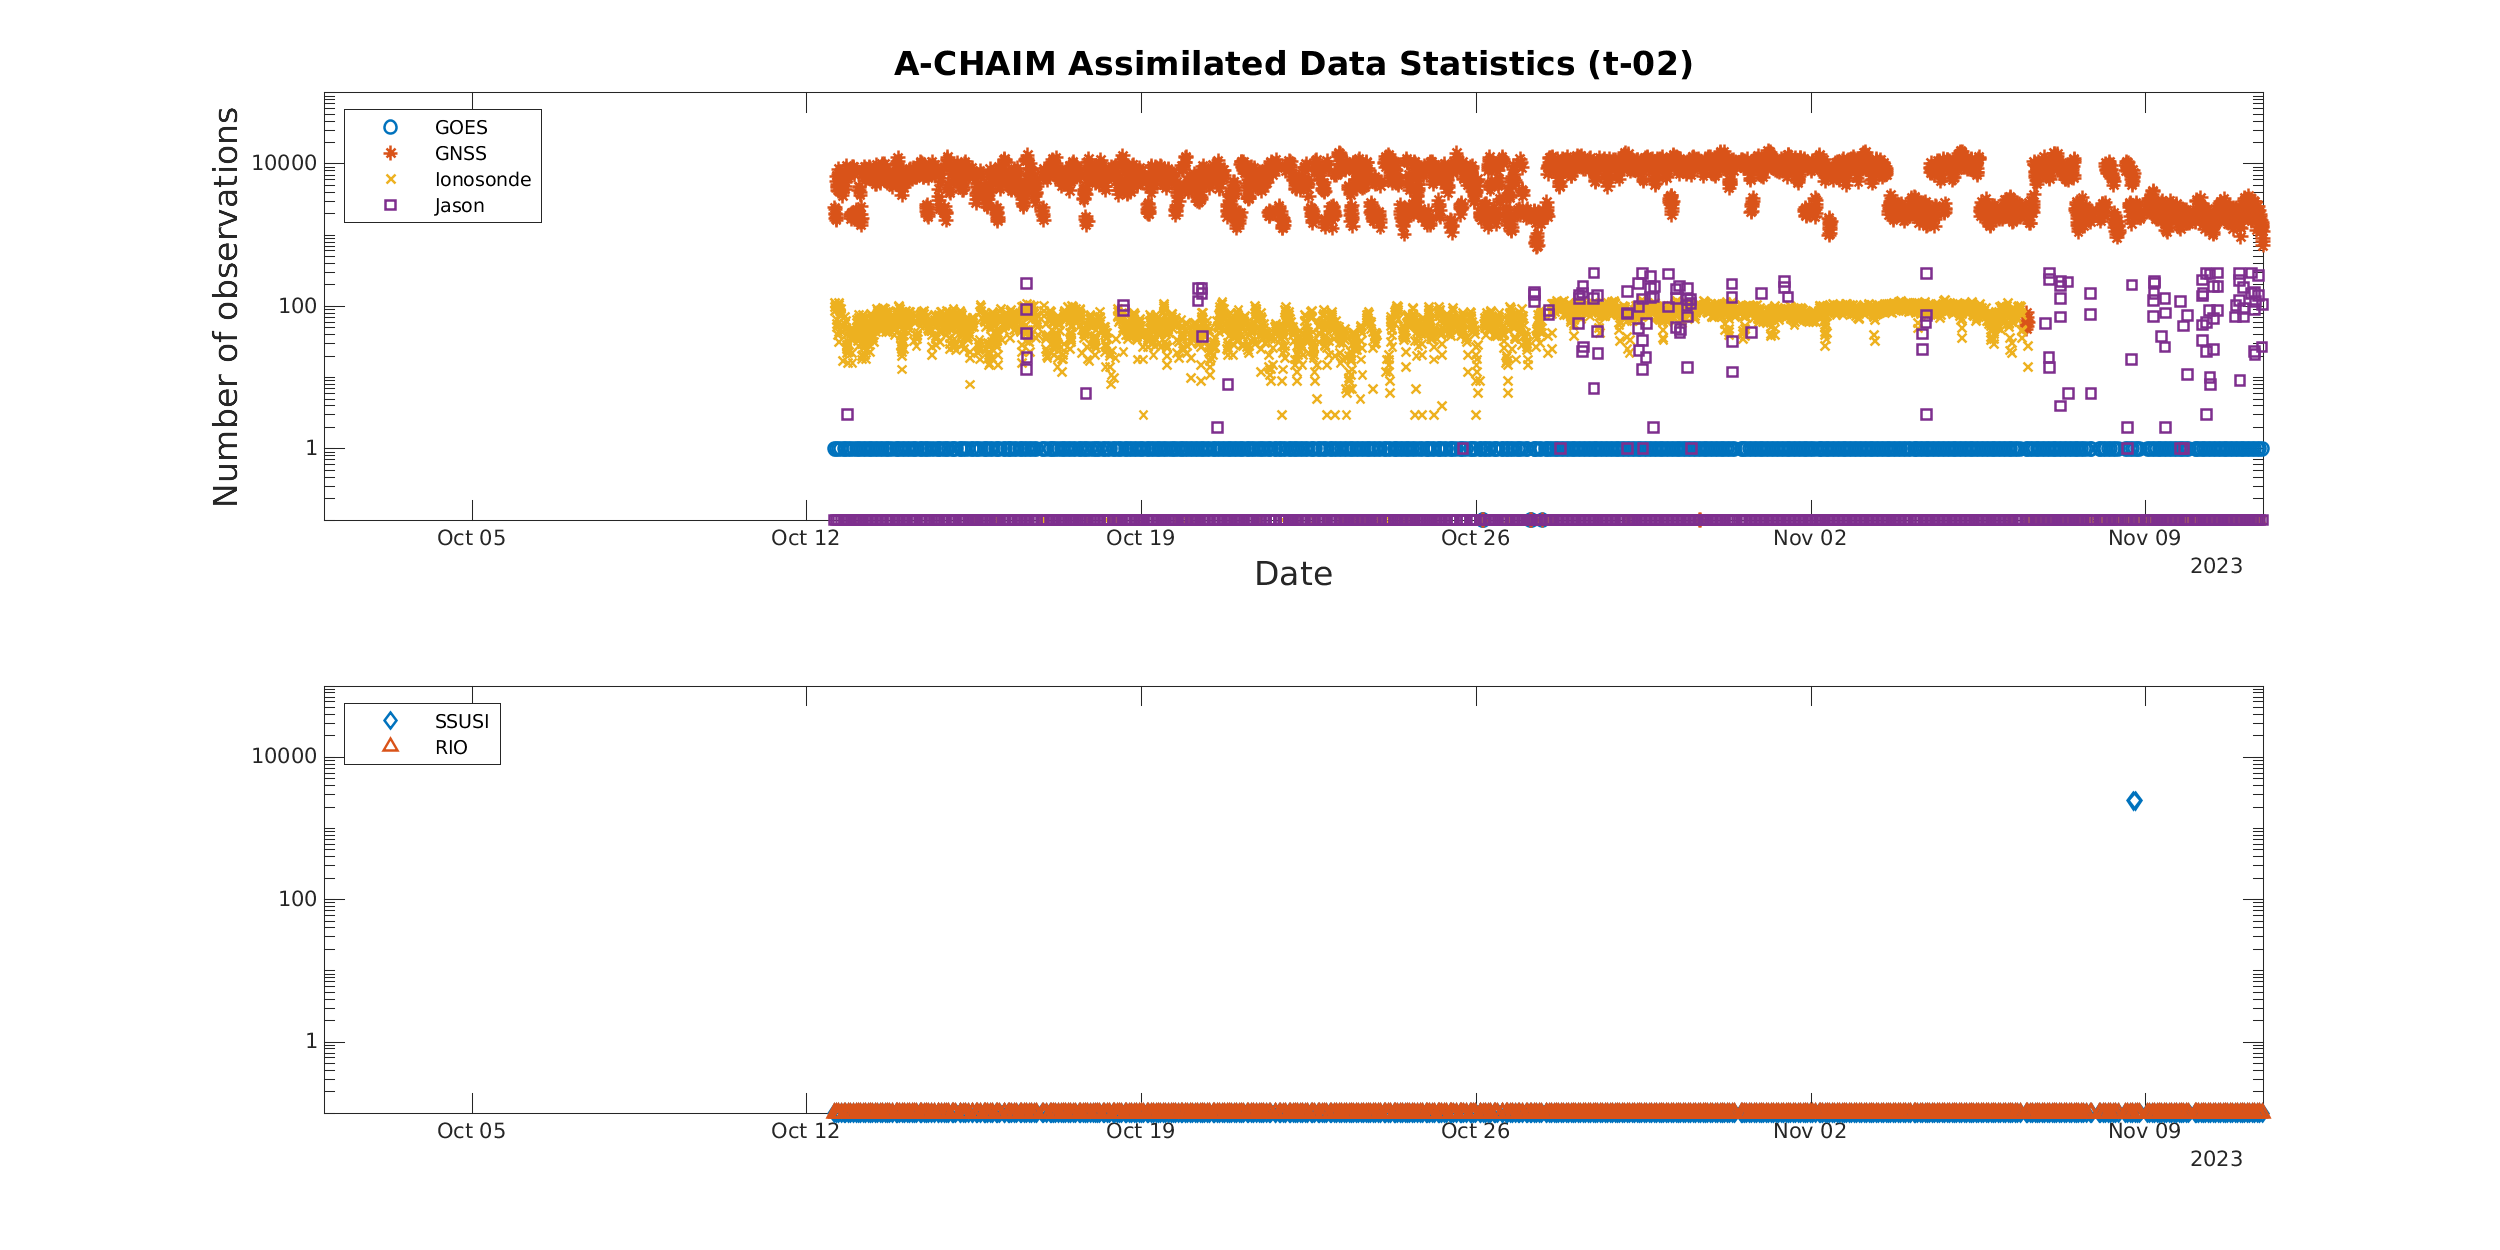 A-CHAIM Assimilated Data Statistics (t-02)
Number of observations
10000
100
1
GOES
GNSS
Ionosonde
Jason
Oct 05
Oct 12
Oct 19
Oct 26
Nov 02
Nov 09
2023
Date
10000
100
1
SSUSI
RIO
Oct 05
Oct 12
Oct 19
Oct 26
Nov 02
Nov 09
2023